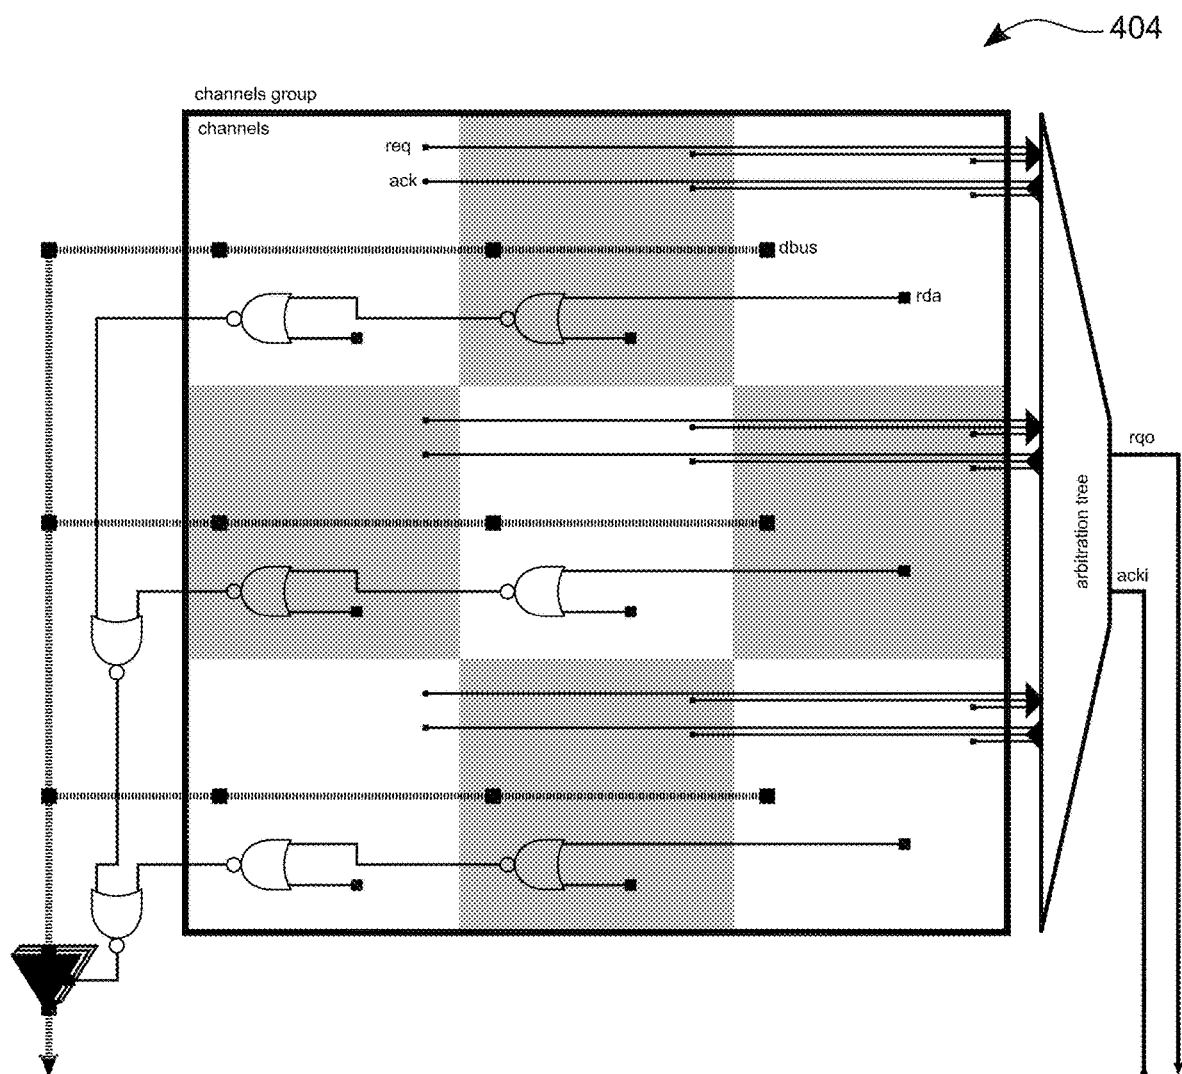 404
channels group
channels
req
ack
dbus
rda
rqo
arbitration tree
acki